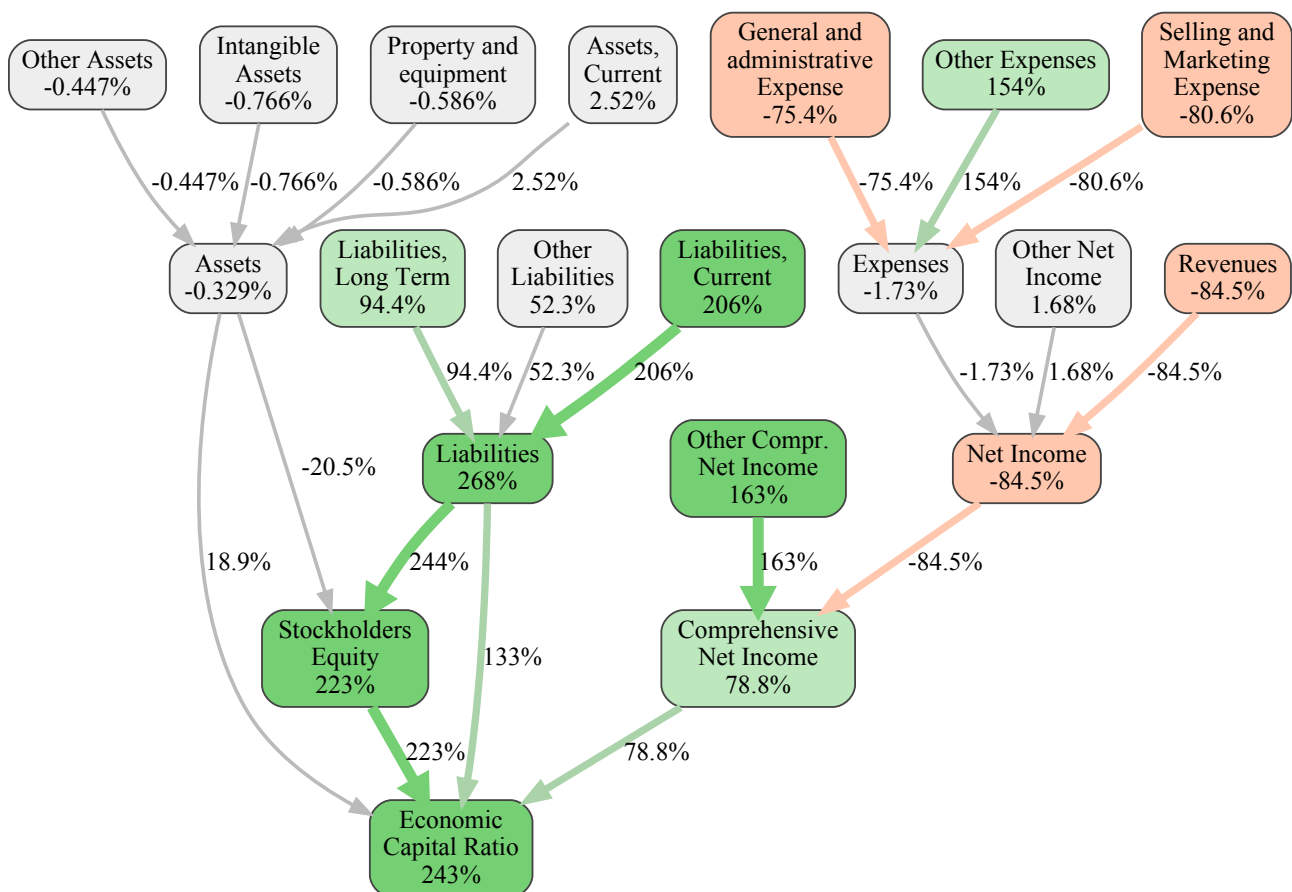 Other Assets
-0.447%
Intangible
Assets
-0.766%
Property and
equipment
-0.586%
Assets,
Current
2.52%
General and
administrative
Expense
-75.4%
Other Expenses
154%
Selling and
Marketing
Expense
-80.6%
-0.447%
-0.766%
-0.586%
2.52%
-75.4%
154%
-80.6%
Assets
-0.329%
Liabilities,
Long Term
94.4%
Other
Liabilities
52.3%
Liabilities,
Current
206%
Expenses
-1.73%
Other Net
Income
1.68%
Revenues
-84.5%
94.4%
52.3%
206%
-1.73%
1.68%
-84.5%
-20.5%
Liabilities
268%
Other Compr.
Net Income
163%
Net Income
-84.5%
18.9%
244%
163%
-84.5%
Stockholders
Equity
223%
133%
Comprehensive
Net Income
78.8%
223%
78.8%
Economic
Capital Ratio
243%